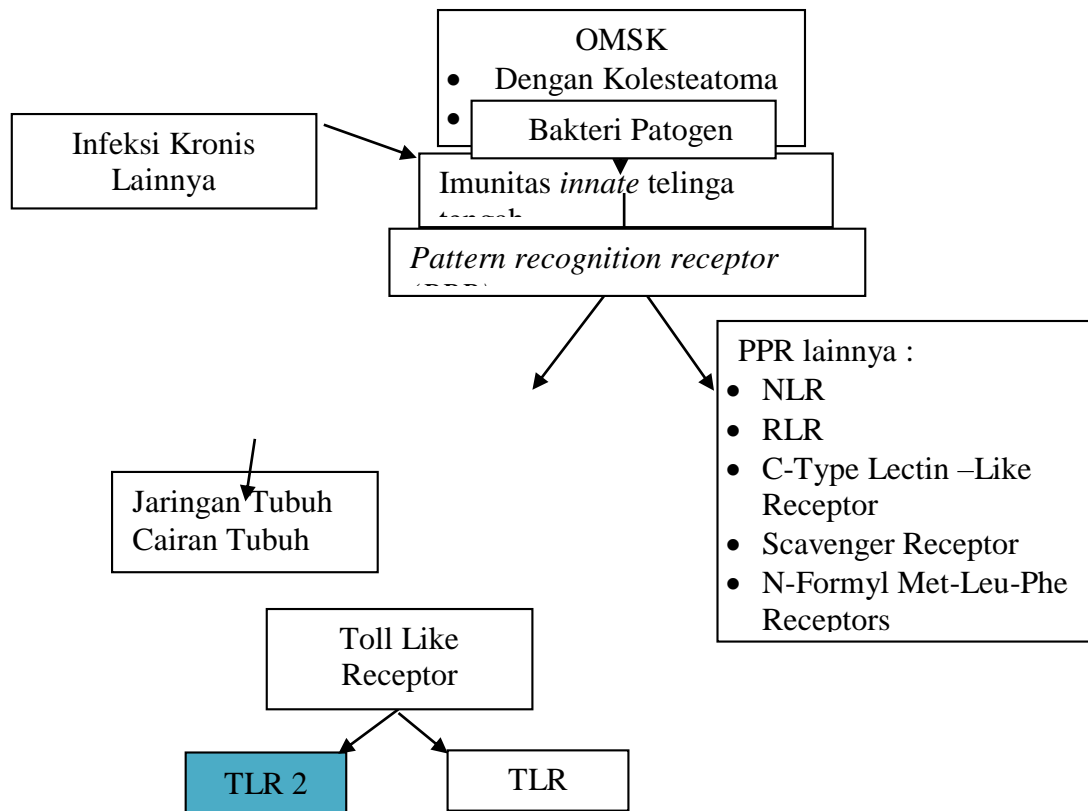 OMSK
• Dengan Kolesteatoma
•
Bakteri Patogen
Infeksi Kronis
Lainnya
Imunitas innate telinga
tengah
Pattern recognition receptor
PPR lainnya :
• NLR
• RLR
• C-Type Lectin –Like
Receptor
• Scavenger Receptor
• N-Formyl Met-Leu-Phe
Receptors
Jaringan Tubuh
Cairan Tubuh
Toll Like
Receptor
TLR 2
TLR